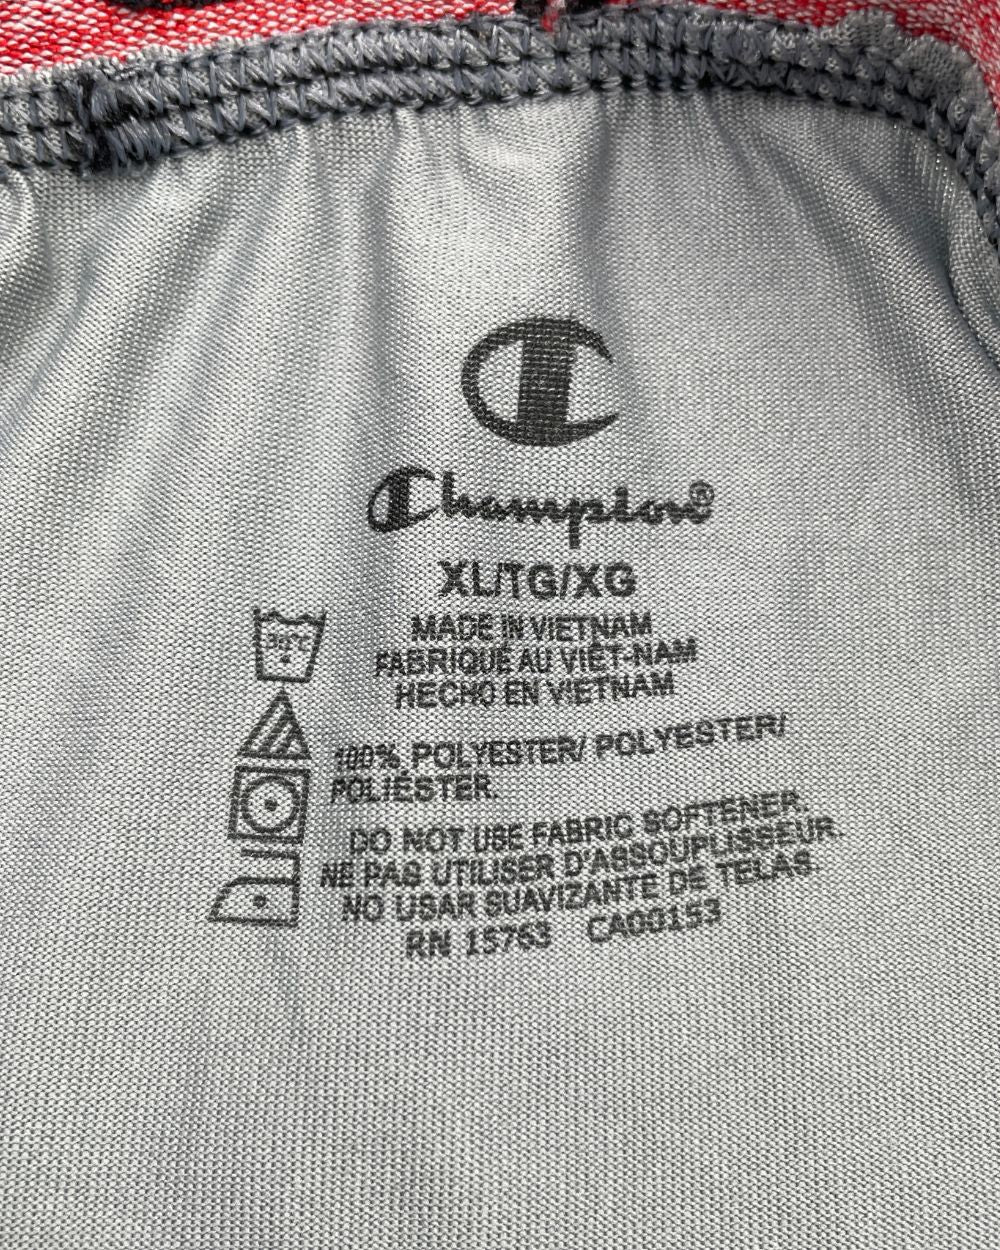 Champion®
XL/TG/XG
MADE IN VIETNAM
FABRIQUÉ AU VIÊT-NAM
HECHO EN VIETNAM
30°C
100% POLYESTER/ POLYESTER/
POLIÉSTER.
DO NOT USE FABRIC SOFTENER.
NE PAS UTILISER D'ASSOUPLISSEUR.
NO USAR SUAVIZANTE DE TELAS.
RN 15763 CA00153